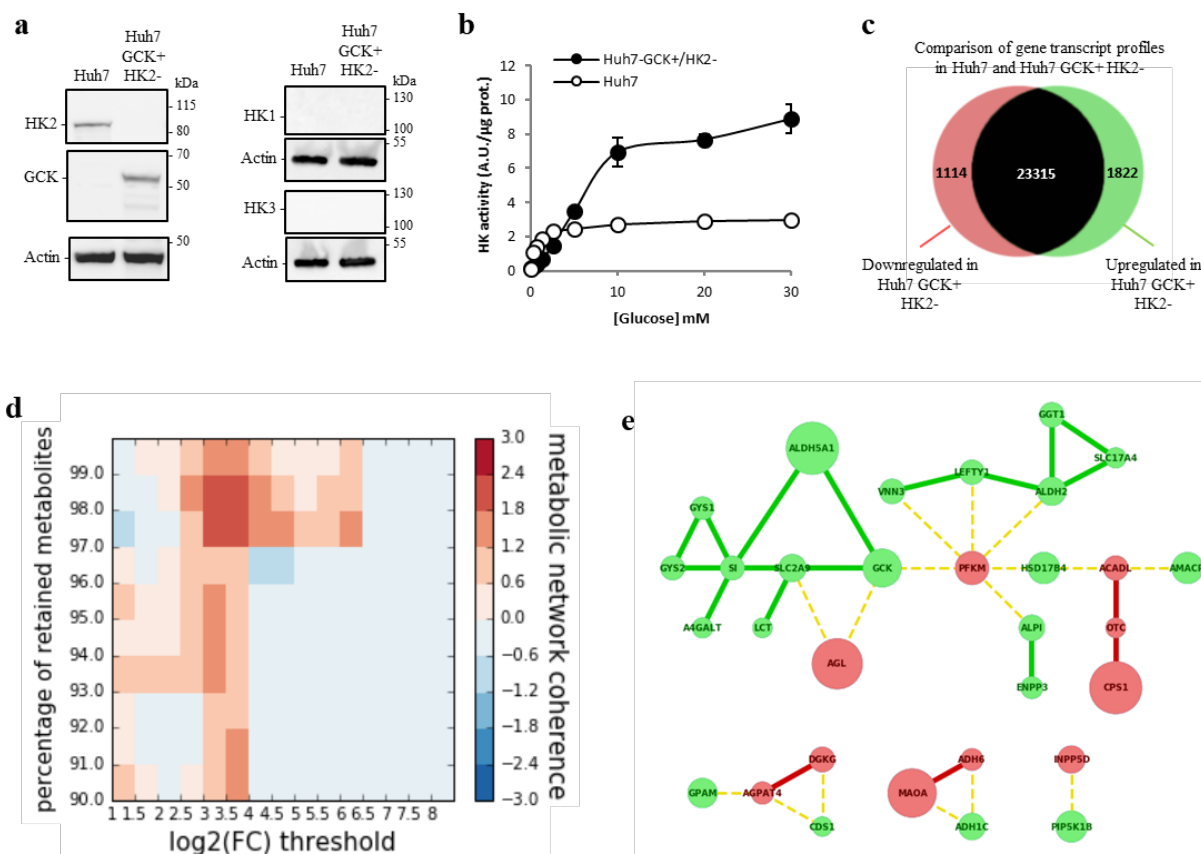 a
Huh7
Huh7
GCK+
HK2-
kDa
HK2
115
80
GCK
70
50
Actin
50
Huh7
Huh7
GCK+
HK2-
kDa
HK1
130
100
Actin
55
HK3
130
100
Actin
55
b
Huh7-GCK+/HK2-
Huh7
HK activity (A.U./µg prot.)
12
10
8
6
4
2
0
0
10
20
30
[Glucose] mM
c
Comparison of gene transcript profiles
in Huh7 and Huh7 GCK+ HK2-
1114
23315
1822
Downregulated in
Huh7 GCK+
HK2-
Upregulated in
Huh7 GCK+
HK2-
d
percentage of retained metabolites
99.0
98.0
97.0
96.0
95.0
94.0
93.0
92.0
91.0
90.0
1 1.5 2 2.5 3 3.5 4 4.5 5 5.5 6 6.5 7 7.5 8
log2(FC) threshold
3.0
2.4
1.8
1.2
0.6
0.0
−0.6
−1.2
−1.8
−2.4
−3.0
metabolic network coherence
e
GGT1
ALDH5A1
SLC17A4
LEFTY1
VNN3
ALDH2
GYS1
GYS2
SI
SLC2A9
GCK
PFKM
HSD17B4
ACADL
AMACR
A4GALT
LCT
ALPI
OTC
AGL
ENPP3
CPS1
DGKG
ADH6
INPP5D
GPAM
AGPAT4
MAOA
CDS1
ADH1C
PIP5K1B